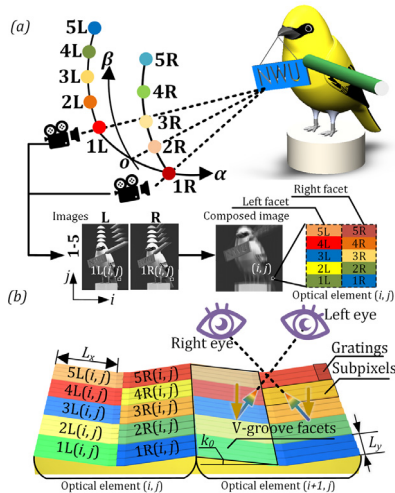 (a)
5L
4L
3L
2L
1L
β
5R
4R
3R
2R
1R
o
α
NWU
Images
L
R
1-5
1L(i,j)
1R(i,j)
j
i
Composed image
(i,j)
Right facet
Left facet
5L 5R
4L 4R
3L 3R
2L 2R
1L 1R
Optical element (i,j)
(b)
Right eye
Left eye
Lx
5L(i,j) 5R(i,j)
4L(i,j) 4R(i,j)
3L(i,j) 3R(i,j)
2L(i,j) 2R(i,j)
1L(i,j) 1R(i,j)
Gratings
Subpixels
V-groove facets
k0
Ly
Optical element (i,j)
Optical element (i+1, j)